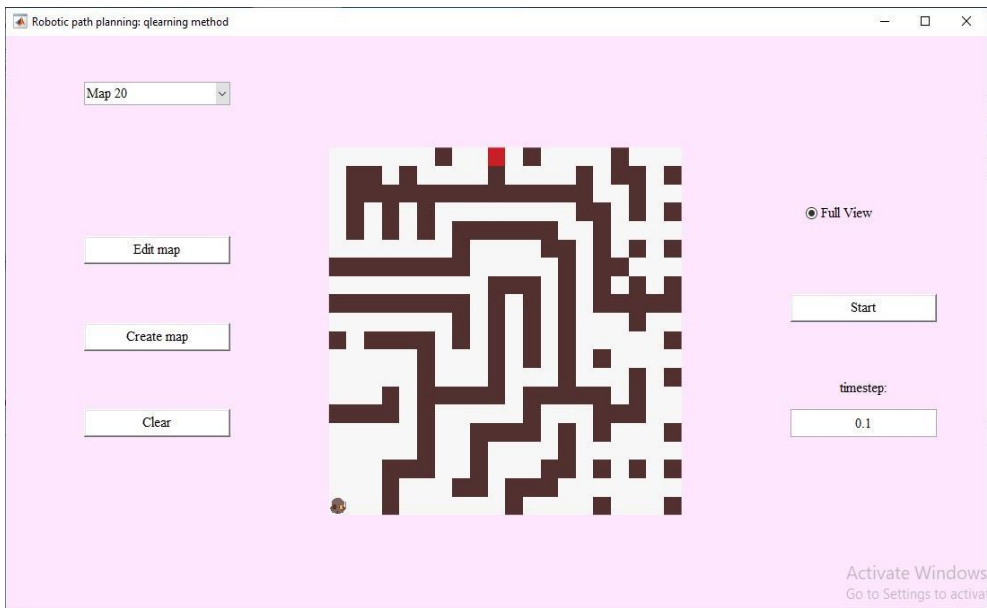 Robotic path planning: qlearning method
Map 20
Full View
Edit map
Start
Create map
timestep:
Clear
0.1
Activate Windows
Go to Settings to activa